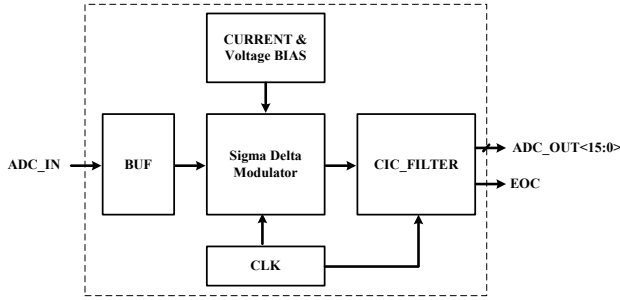 CURRENT &
Voltage BIAS
ADC_IN
BUF
Sigma Delta
Modulator
CIC_FILTER
ADC_OUT<15:0>
EOC
CLK